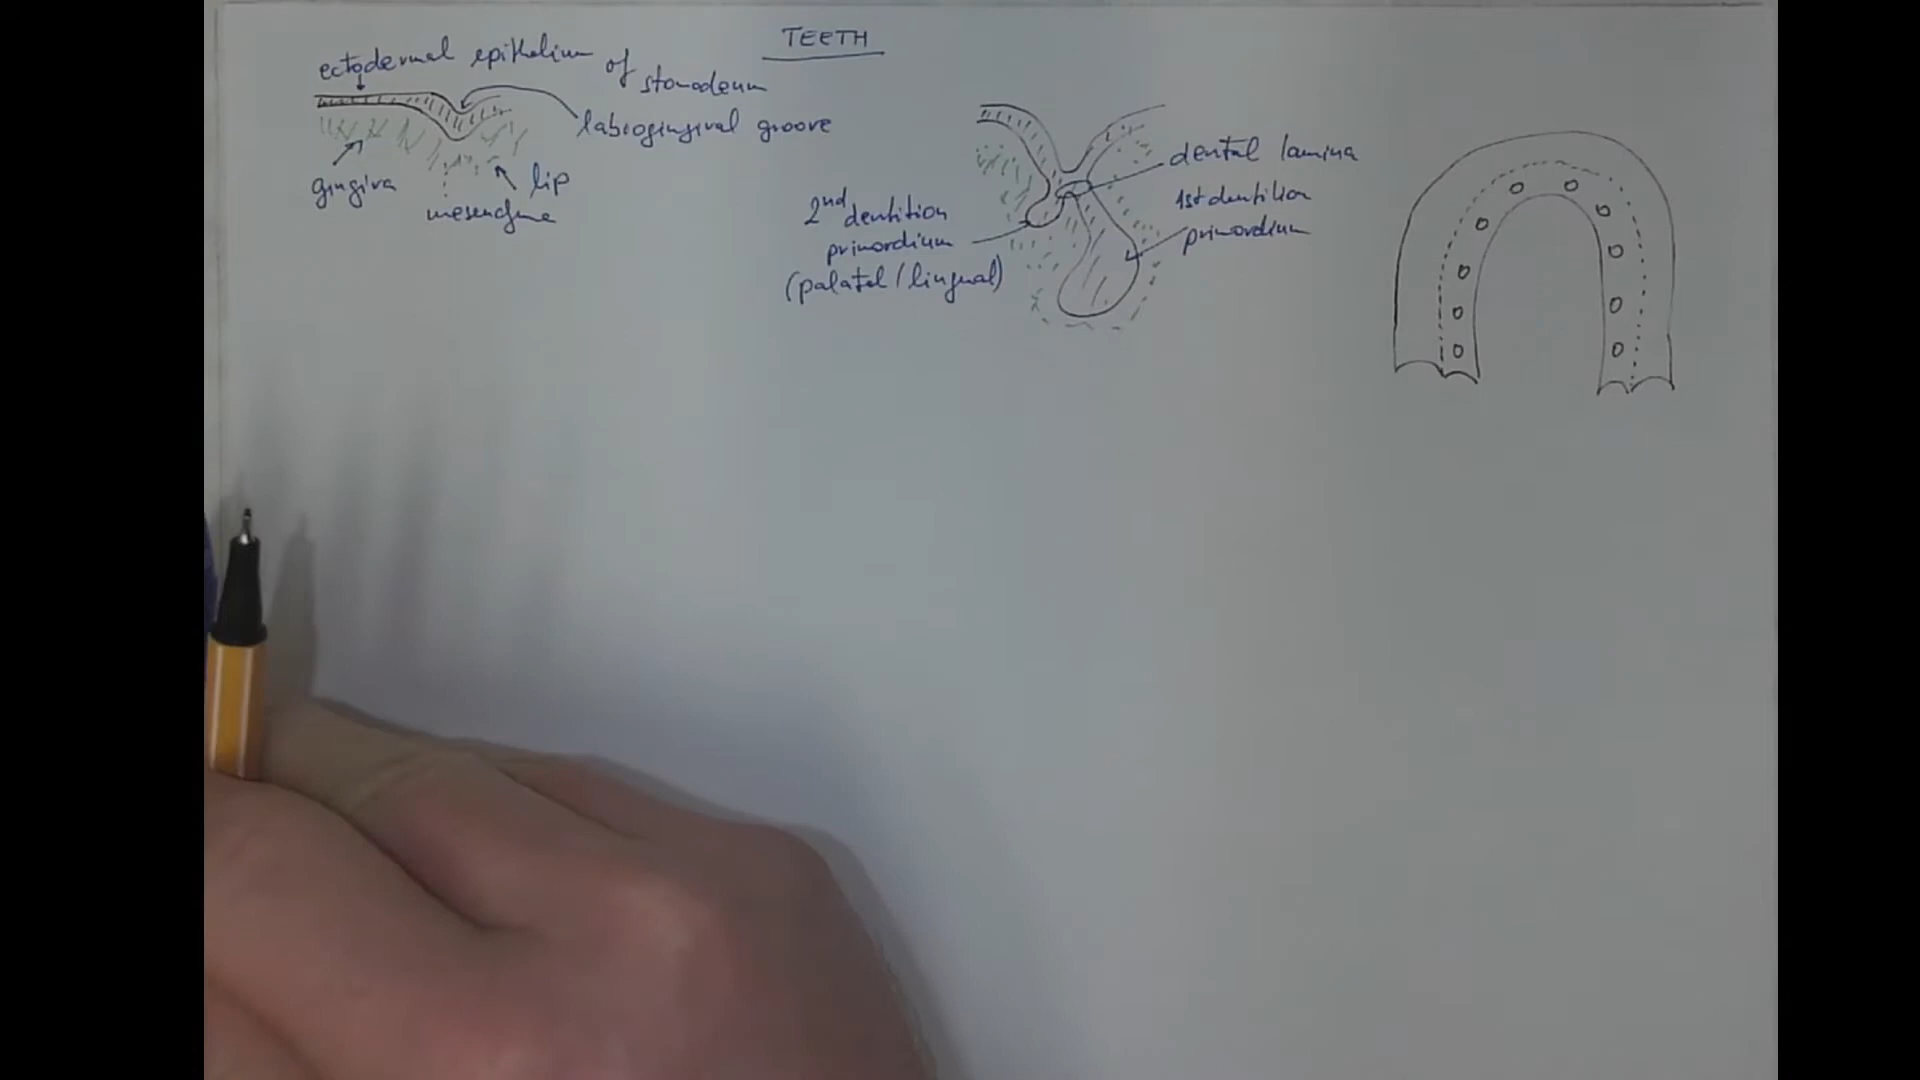 TEETH
ectodermal epithelium of stomodeum
labiogingival groove
gingiva
lip
mesenchyme
dental lamina
2nd dentition
primordium
(palatal/lingual)
1st dentition
primordium